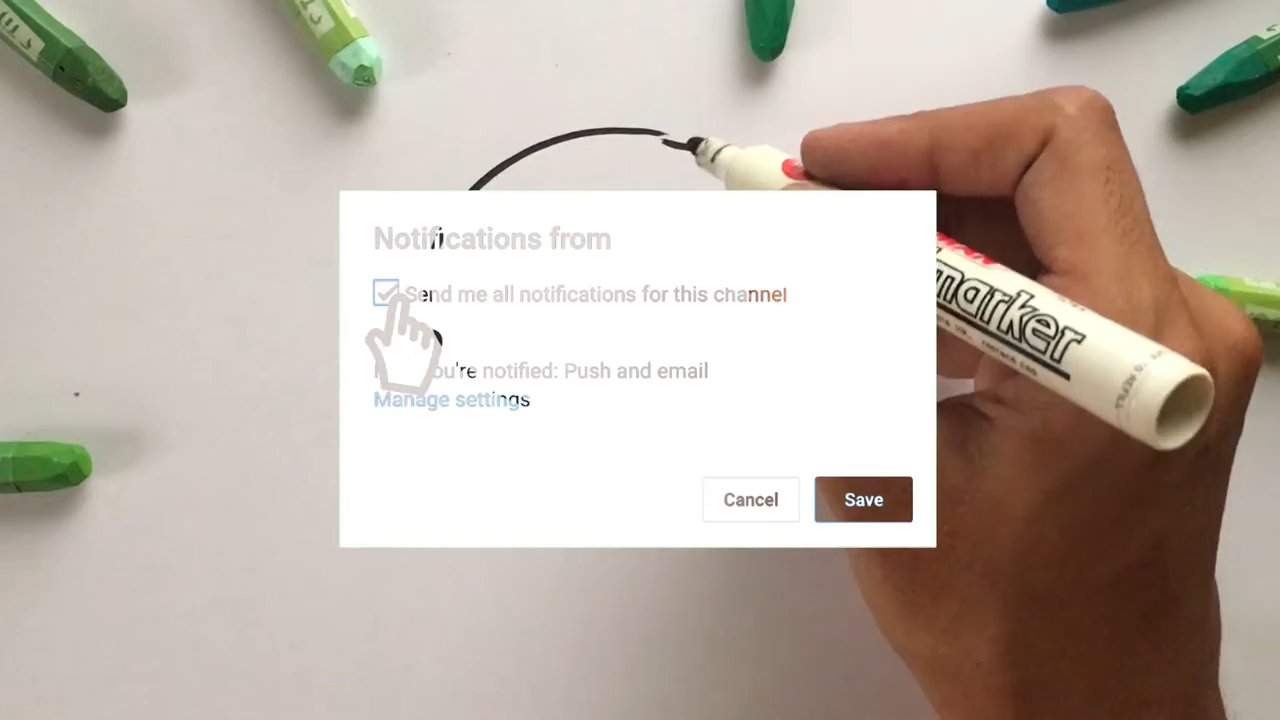 Notifications from
Send me all notifications for this channel
you're notified: Push and email
Manage settings
Cancel
Save
marker